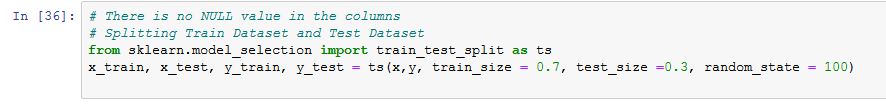 In [36]: # There is no NULL value in the columns
# Splitting Train Dataset and Test Dataset
from sklearn.model_selection import train_test_split as ts
x_train, x_test, y_train, y_test = ts(x,y, train_size = 0.7, test_size =0.3, random_state = 100)